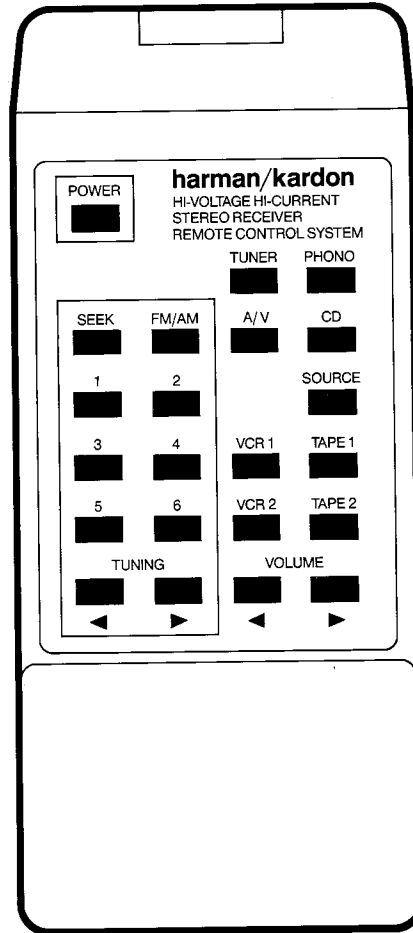 POWER
harman/kardon
HI-VOLTAGE HI-CURRENT
STEREO RECEIVER
REMOTE CONTROL SYSTEM
TUNER PHONO
SEEK FM/AM A/V CD
1 2 SOURCE
3 4 VCR 1 TAPE 1
5 6 VCR 2 TAPE 2
TUNING VOLUME
◄ ► ◄ ►